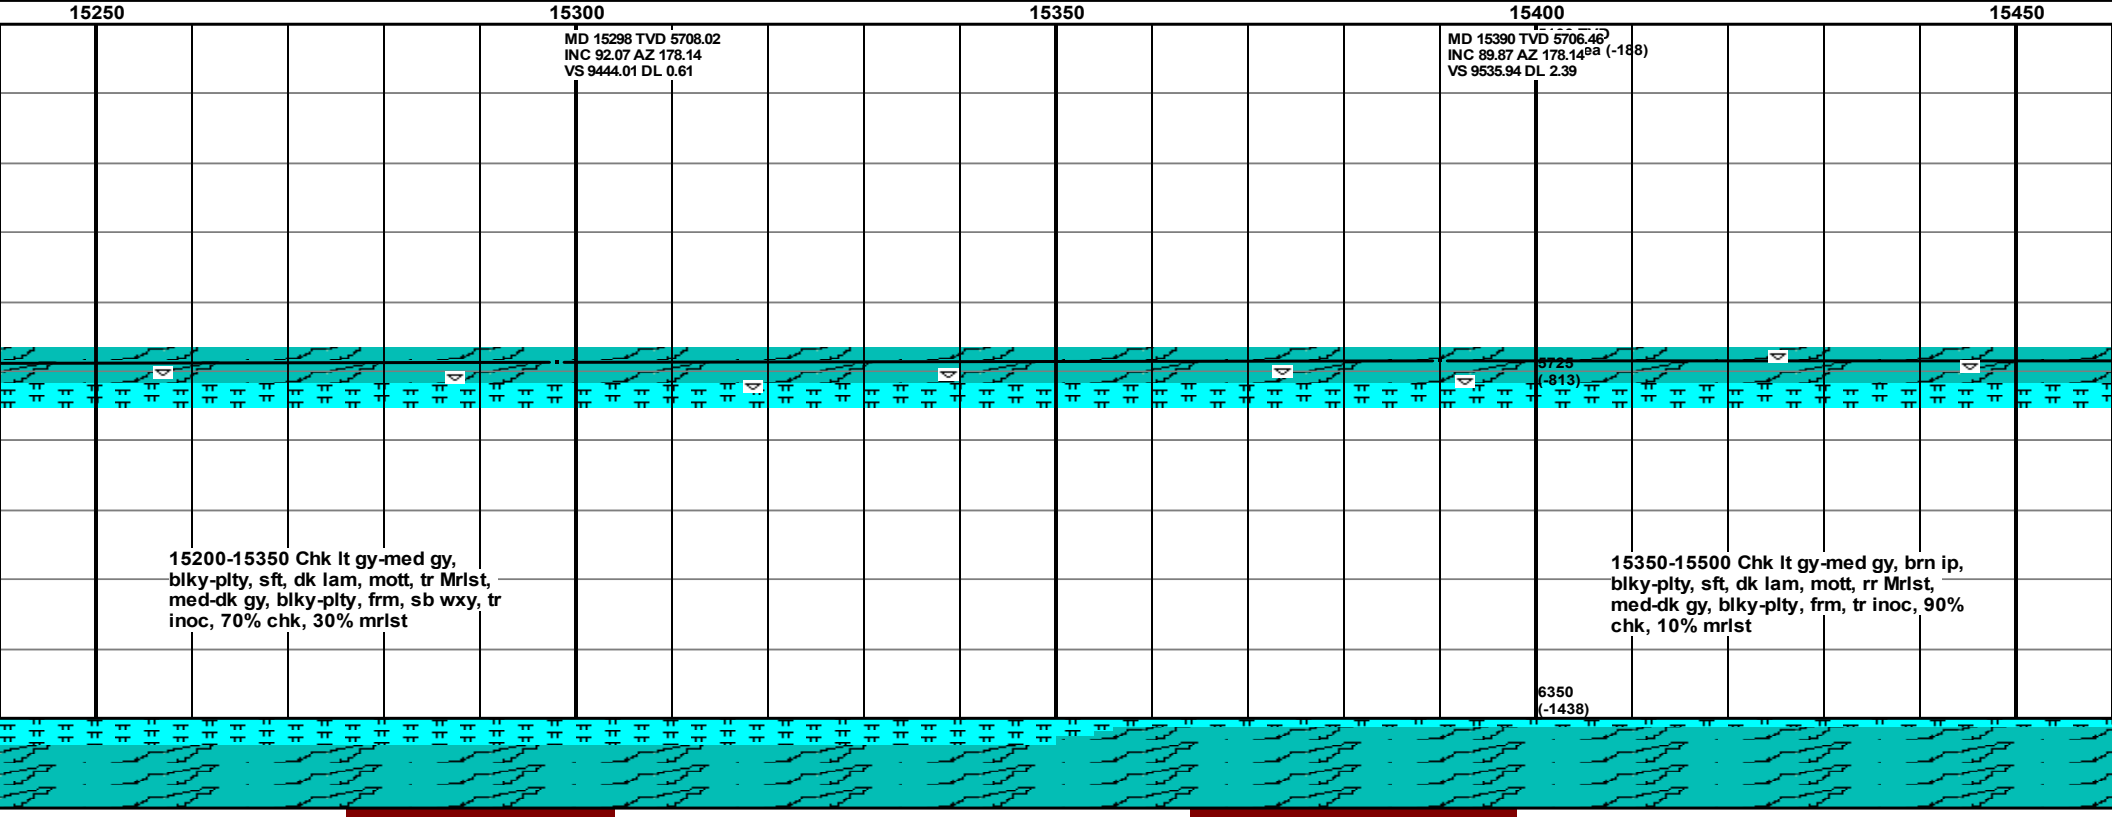 15250 15300 15350 15400 15450
MD 15298 TVD 5708.02
INC 92.07 AZ 178.14
VS 9444.01 DL 0.61
MD 15390 TVD 5706.46
INC 89.87 AZ 178.14
VS 9535.94 DL 2.39
(-188)
5725
(-813)
15200-15350 Chk lt gy-med gy,
blky-plty, sft, dk lam, mott, tr Mrlst,
med-dk gy, blky-plty, frm, sb wxy, tr
inoc, 70% chk, 30% mrlst
15350-15500 Chk lt gy-med gy, brn ip,
blky-plty, sft, dk lam, mott, rr Mrlst,
med-dk gy, blky-plty, frm, tr inoc, 90%
chk, 10% mrlst
6350
(-1438)